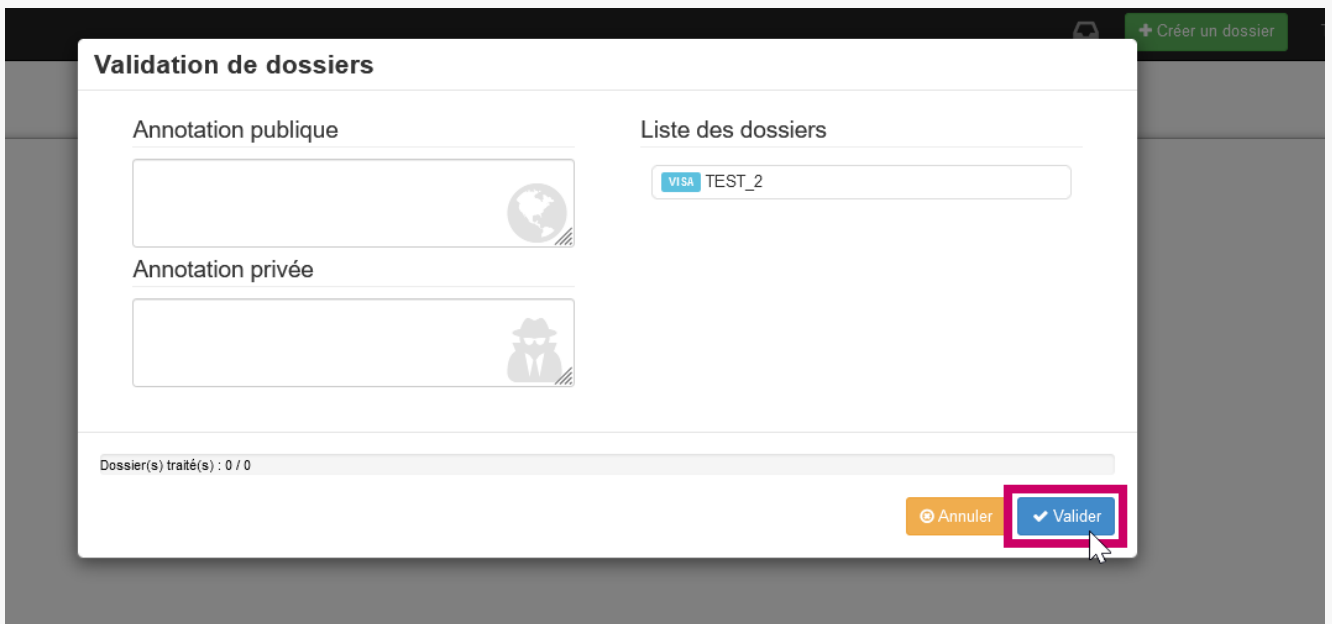 Créer un dossier
Validation de dossiers
Annotation publique
Annotation privée
Liste des dossiers
VISA TEST_2
Dossier(s) traité(s) : 0 / 0
Annuler
Valider